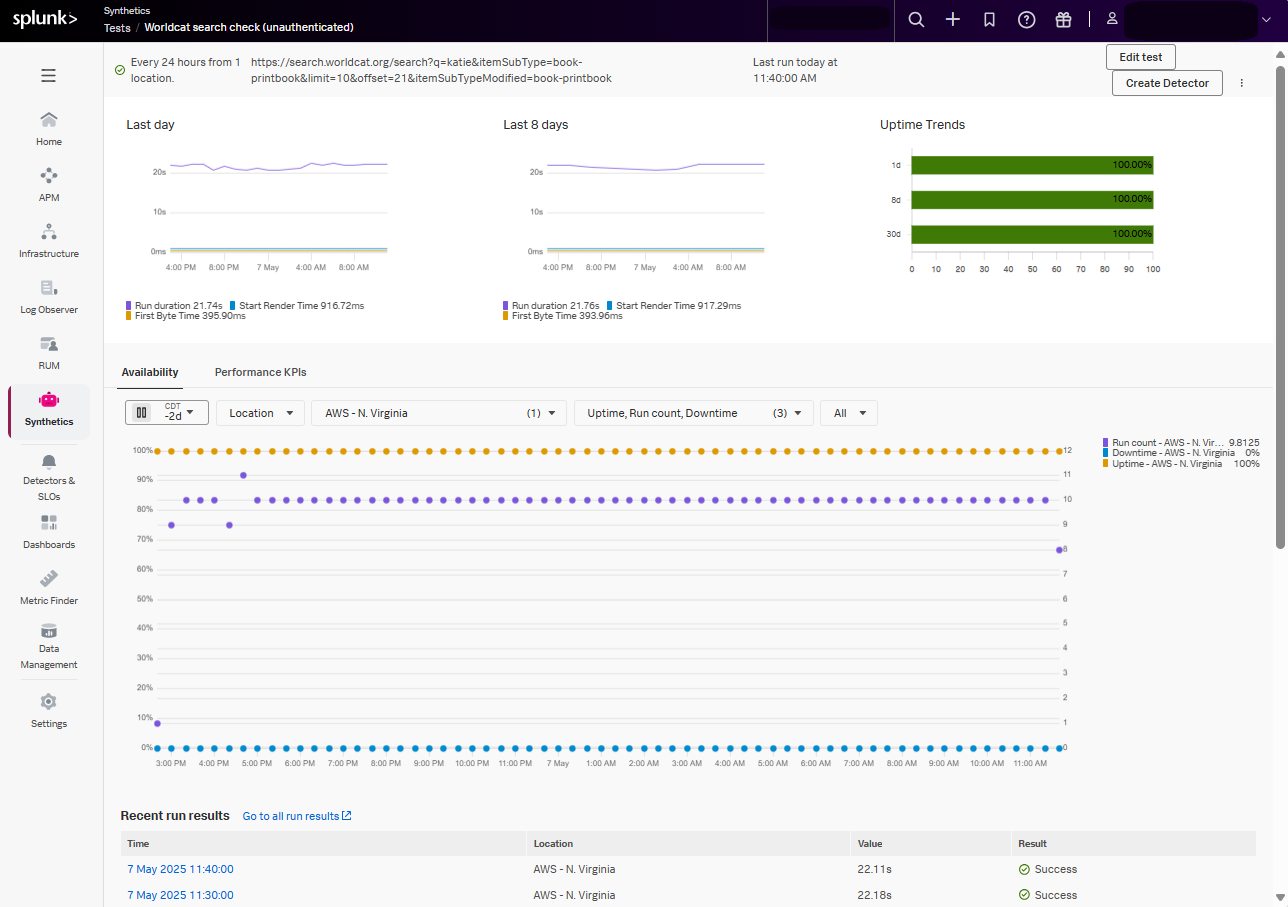 splunk>
Synthetics
Tests / Worldcat search check (unauthenticated)
Every 24 hours from 1 location.
https://search.worldcat.org/search?q=katie&itemSubType=book-
printbook&limit=10&offset=21&itemSubTypeModified=book-printbook
Last run today at
11:40:00 AM
Edit test
Create Detector
Home
APM
Infrastructure
Log Observer
RUM
Synthetics
Detectors &
SLOs
Dashboards
Metric Finder
Data
Management
Settings
Last day
20s
10s
0ms
4:00 PM 8:00 PM 7 May 4:00 AM 8:00 AM
Run duration 21.74s Start Render Time 916.72ms
First Byte Time 395.90ms
Last 8 days
20s
10s
0ms
4:00 PM 8:00 PM 7 May 4:00 AM 8:00 AM
Run duration 21.76s Start Render Time 917.29ms
First Byte Time 393.96ms
Uptime Trends
1d 100.00%
8d 100.00%
30d 100.00%
0 10 20 30 40 50 60 70 80 90 100
Availability Performance KPIs
CDT
-2d
Location
AWS - N. Virginia (1)
Uptime, Run count, Downtime (3)
All
100%
90%
80%
70%
60%
50%
40%
30%
20%
10%
0%
12
11
10
9
8
7
6
5
4
3
2
1
0
3:00 PM 4:00 PM 5:00 PM 6:00 PM 7:00 PM 8:00 PM 9:00 PM 10:00 PM 11:00 PM 7 May 1:00 AM 2:00 AM 3:00 AM 4:00 AM 5:00 AM 6:00 AM 7:00 AM 8:00 AM 9:00 AM 10:00 AM 11:00 AM
Run count - AWS - N. Vir... 9.8125
Downtime - AWS - N. Virginia 0%
Uptime - AWS - N. Virginia 100%
Recent run results Go to all run results
Time Location Value Result
7 May 2025 11:40:00 AWS - N. Virginia 22.11s Success
7 May 2025 11:30:00 AWS - N. Virginia 22.18s Success